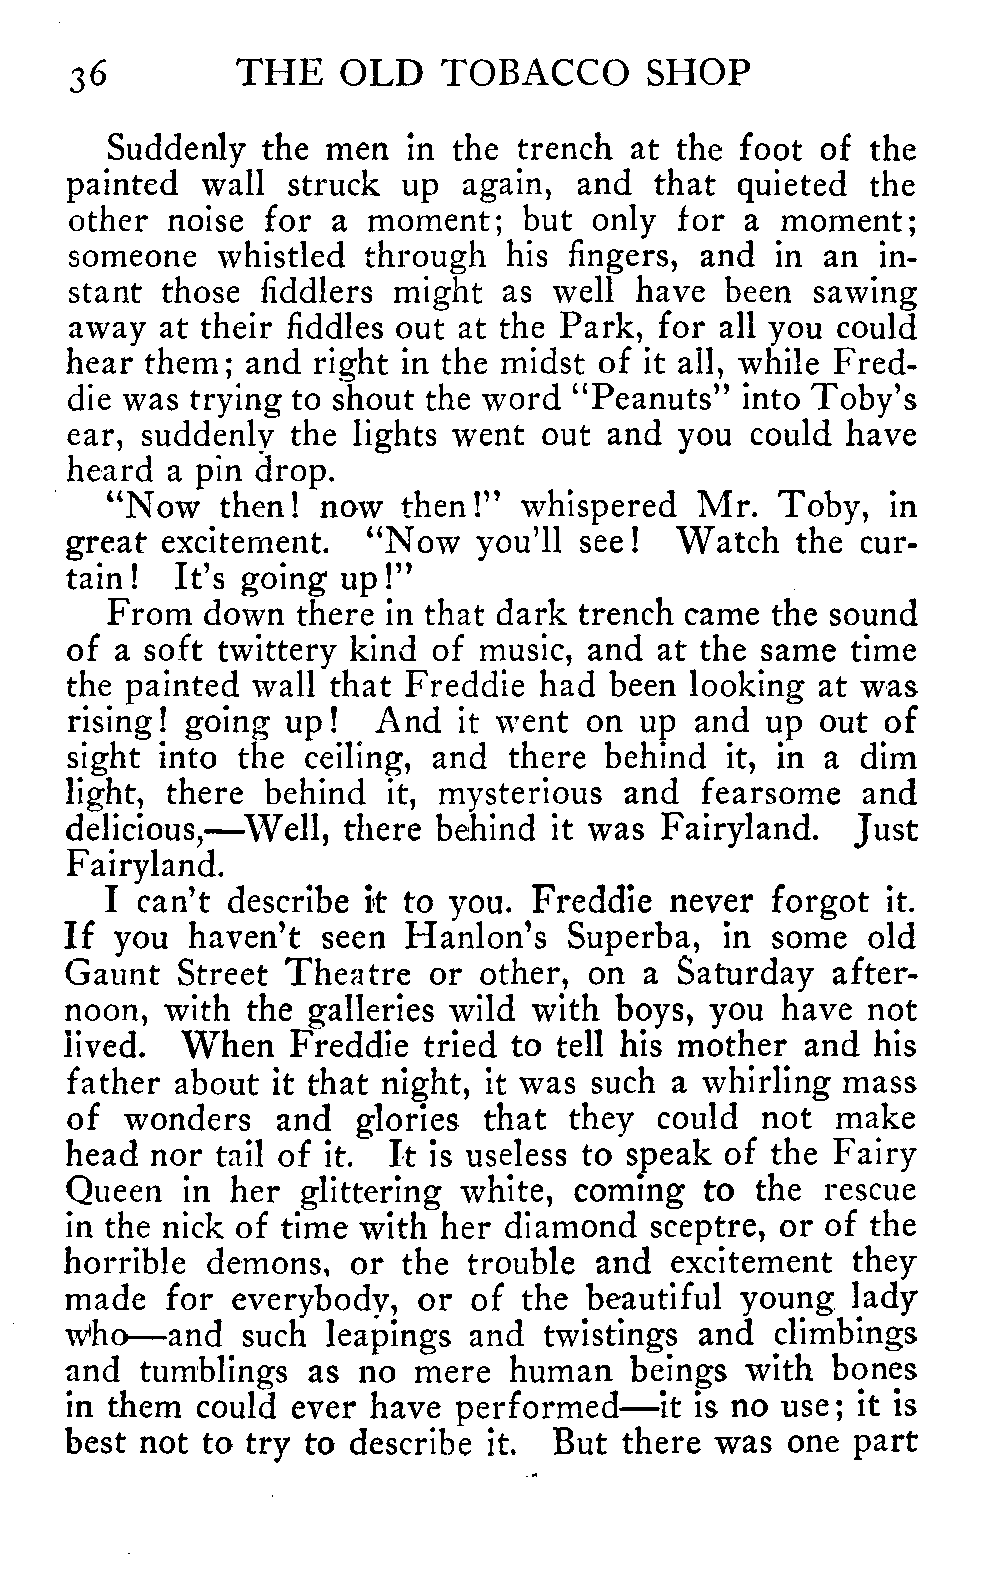 36 THE OLD TOBACCO SHOP
Suddenly the men in the trench at the foot of the
painted wall struck up again, and that quieted the
other noise for a moment; but only for a moment;
someone whistled through his fingers, and in an in-
stant those fiddlers might as well have been sawing
away at their fiddles out at the Park, for all you could
hear them; and right in the midst of it all, while Fred-
die was trying to shout the word "Peanuts" into Toby's
ear, suddenly the lights went out and you could have
heard a pin drop.
"Now then! now then!" whispered Mr. Toby, in
great excitement. "Now you'll see! Watch the cur-
tain! It's going up!"
From down there in that dark trench came the sound
of a soft twittery kind of music, and at the same time
the painted wall that Freddie had been looking at was
rising! going up! And it went on up and up out of
sight into the ceiling, and there behind it, in a dim
light, there behind it, mysterious and fearsome and
delicious,—Well, there behind it was Fairyland. Just
Fairyland.
I can't describe it to you. Freddie never forgot it.
If you haven't seen Hanlon's Superba, in some old
Gaunt Street Theatre or other, on a Saturday after-
noon, with the galleries wild with boys, you have not
lived. When Freddie tried to tell his mother and his
father about it that night, it was such a whirling mass
of wonders and glories that they could not make
head nor tail of it. It is useless to speak of the Fairy
Queen in her glittering white, coming to the rescue
in the nick of time with her diamond sceptre, or of the
horrible demons, or the trouble and excitement they
made for everybody, or of the beautiful young lady
who—and such leapings and twistings and climbings
and tumblings as no mere human beings with bones
in them could ever have performed—it is no use; it is
best not to try to describe it. But there was one part